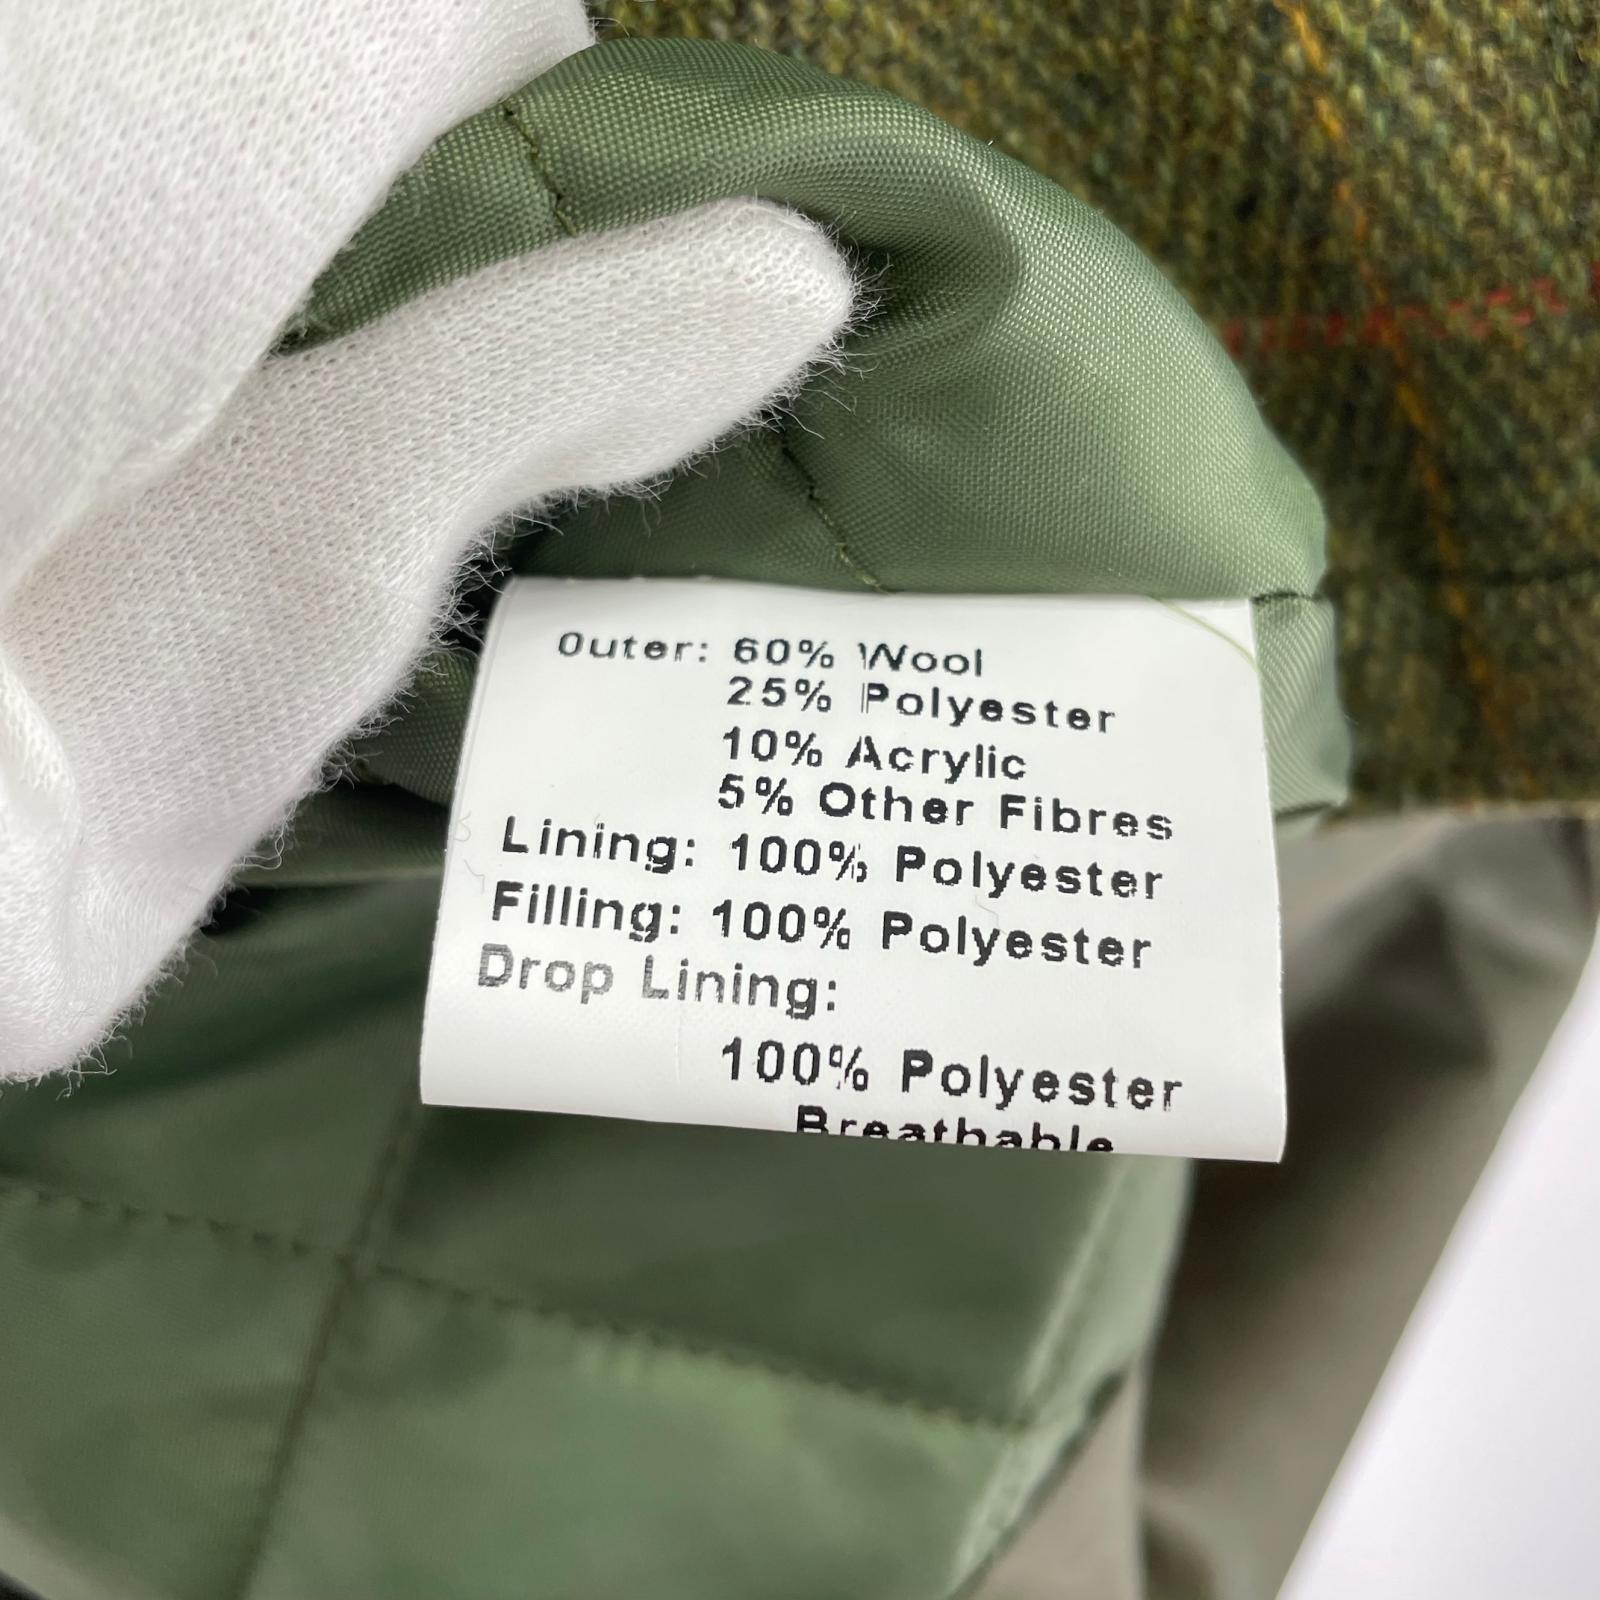 Outer: 60% Wool
25% Polyester
10% Acrylic
5% Other Fibres
Lining: 100% Polyester
Filling: 100% Polyester
Drop Lining:
100% Polyester
Breathable